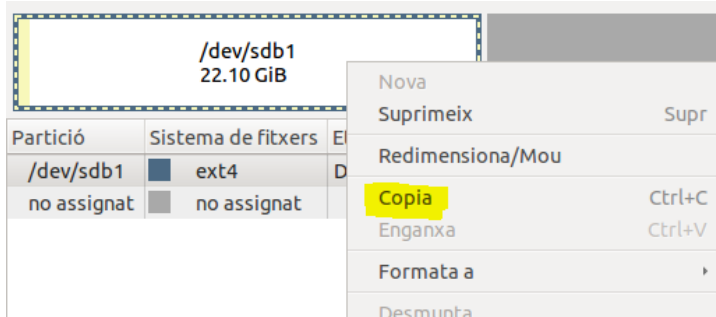 /dev/sdb1
22.10 GiB
Nova
Suprimeix Supr
Redimensiona/Mou
Copia Ctrl+C
Enganxa Ctrl+V
Formata a
Desmunta
Partició Sistema de fitxers
/dev/sdb1 ext4
no assignat no assignat